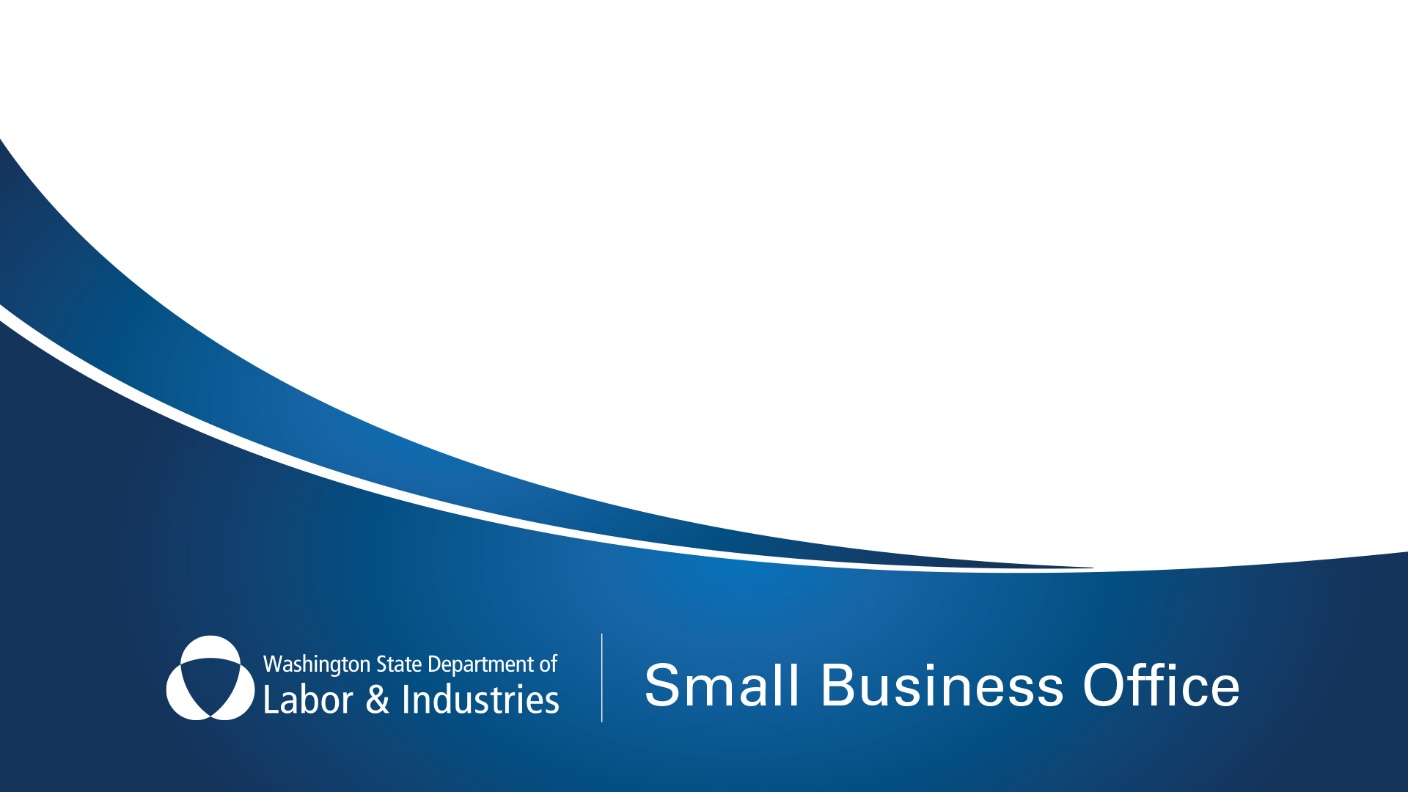 Washington State Department of
Labor & Industries
Small Business Office